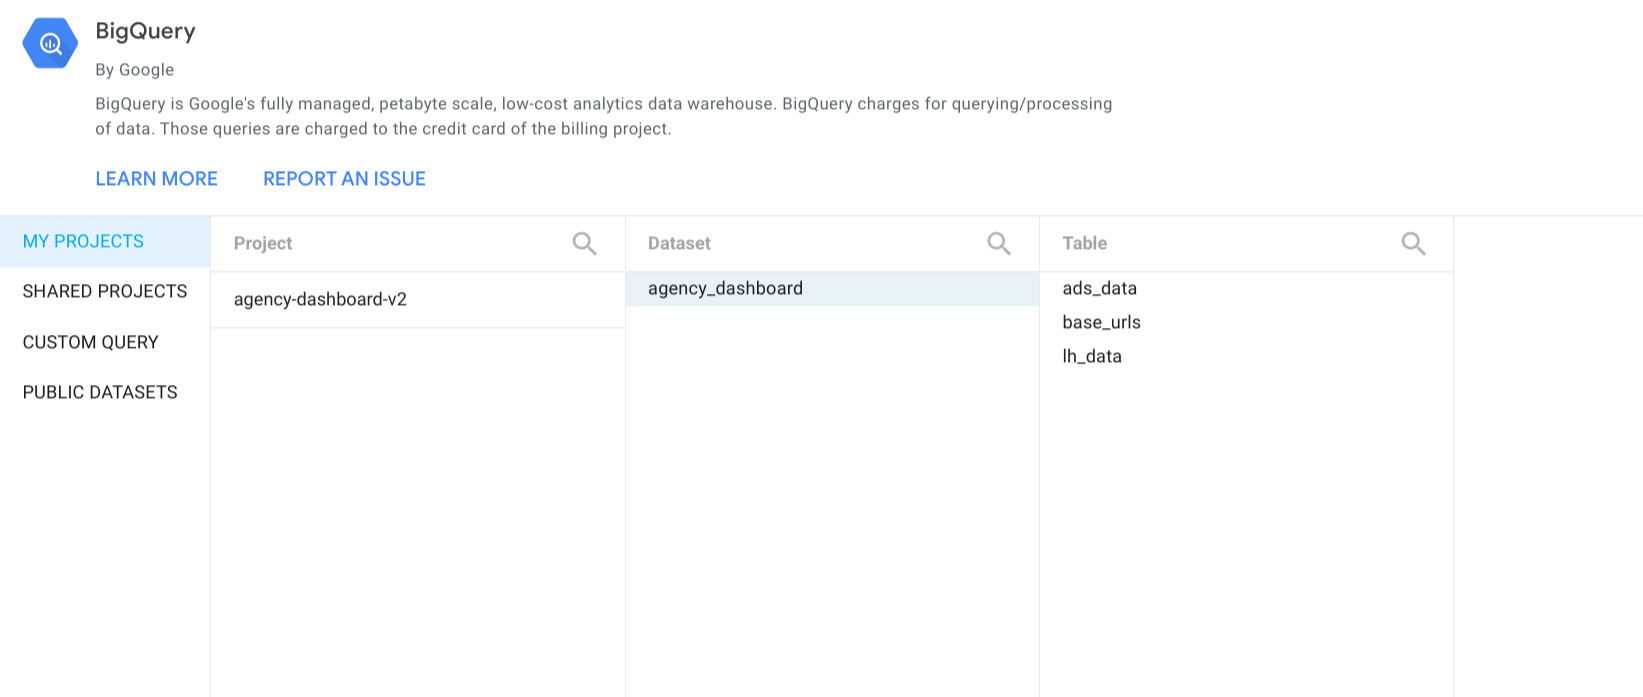 BigQuery
By Google
BigQuery is Google's fully managed, petabyte scale, low-cost analytics data warehouse. BigQuery charges for querying/processing
of data. Those queries are charged to the credit card of the billing project.
LEARN MORE REPORT AN ISSUE
MY PROJECTS
SHARED PROJECTS
CUSTOM QUERY
PUBLIC DATASETS
Project
agency-dashboard-v2
Dataset
agency_dashboard
Table
ads_data
base_urls
lh_data